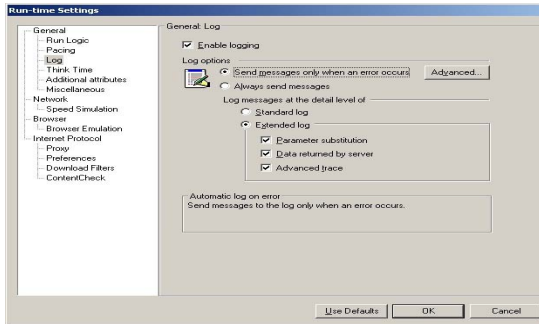 Run-time Settings
General
Run Logic
Pacing
Log
Think Time
Additional attributes
Miscellaneous
Network
Speed Simulation
Browser
Browser Emulation
Internet Protocol
Proxy
Preferences
Download Filters
ContentCheck
General: Log
Enable logging
Log options
Send messages only when an error occurs
Advanced...
Always send messages
Log messages at the detail level of
Standard log
Extended log
Parameter substitution
Data returned by server
Advanced trace
Automatic log on error
Send messages to the log only when an error occurs.
Use Defaults
OK
Cancel